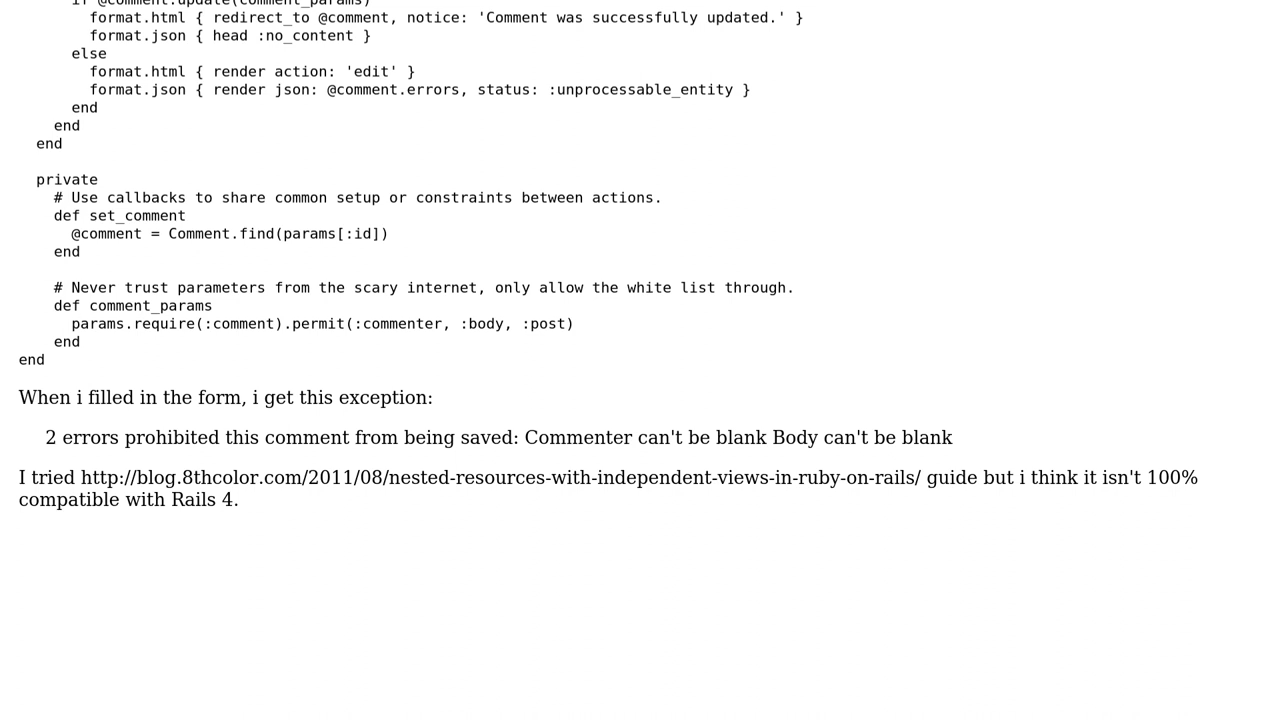 if @comment.update(comment_params)
format.html { redirect_to @comment, notice: 'Comment was successfully updated.' }
format.json { head :no_content }
else
format.html { render action: 'edit' }
format.json { render json: @comment.errors, status: :unprocessable_entity }
end
end
end
private
# Use callbacks to share common setup or constraints between actions.
def set_comment
@comment = Comment.find(params[:id])
end
# Never trust parameters from the scary internet, only allow the white list through.
def comment_params
params.require(:comment).permit(:commenter, :body, :post)
end
end
When i filled in the form, i get this exception:
2 errors prohibited this comment from being saved: Commenter can't be blank Body can't be blank
I tried http://blog.8thcolor.com/2011/08/nested-resources-with-independent-views-in-ruby-on-rails/ guide but i think it isn't 100%
compatible with Rails 4.